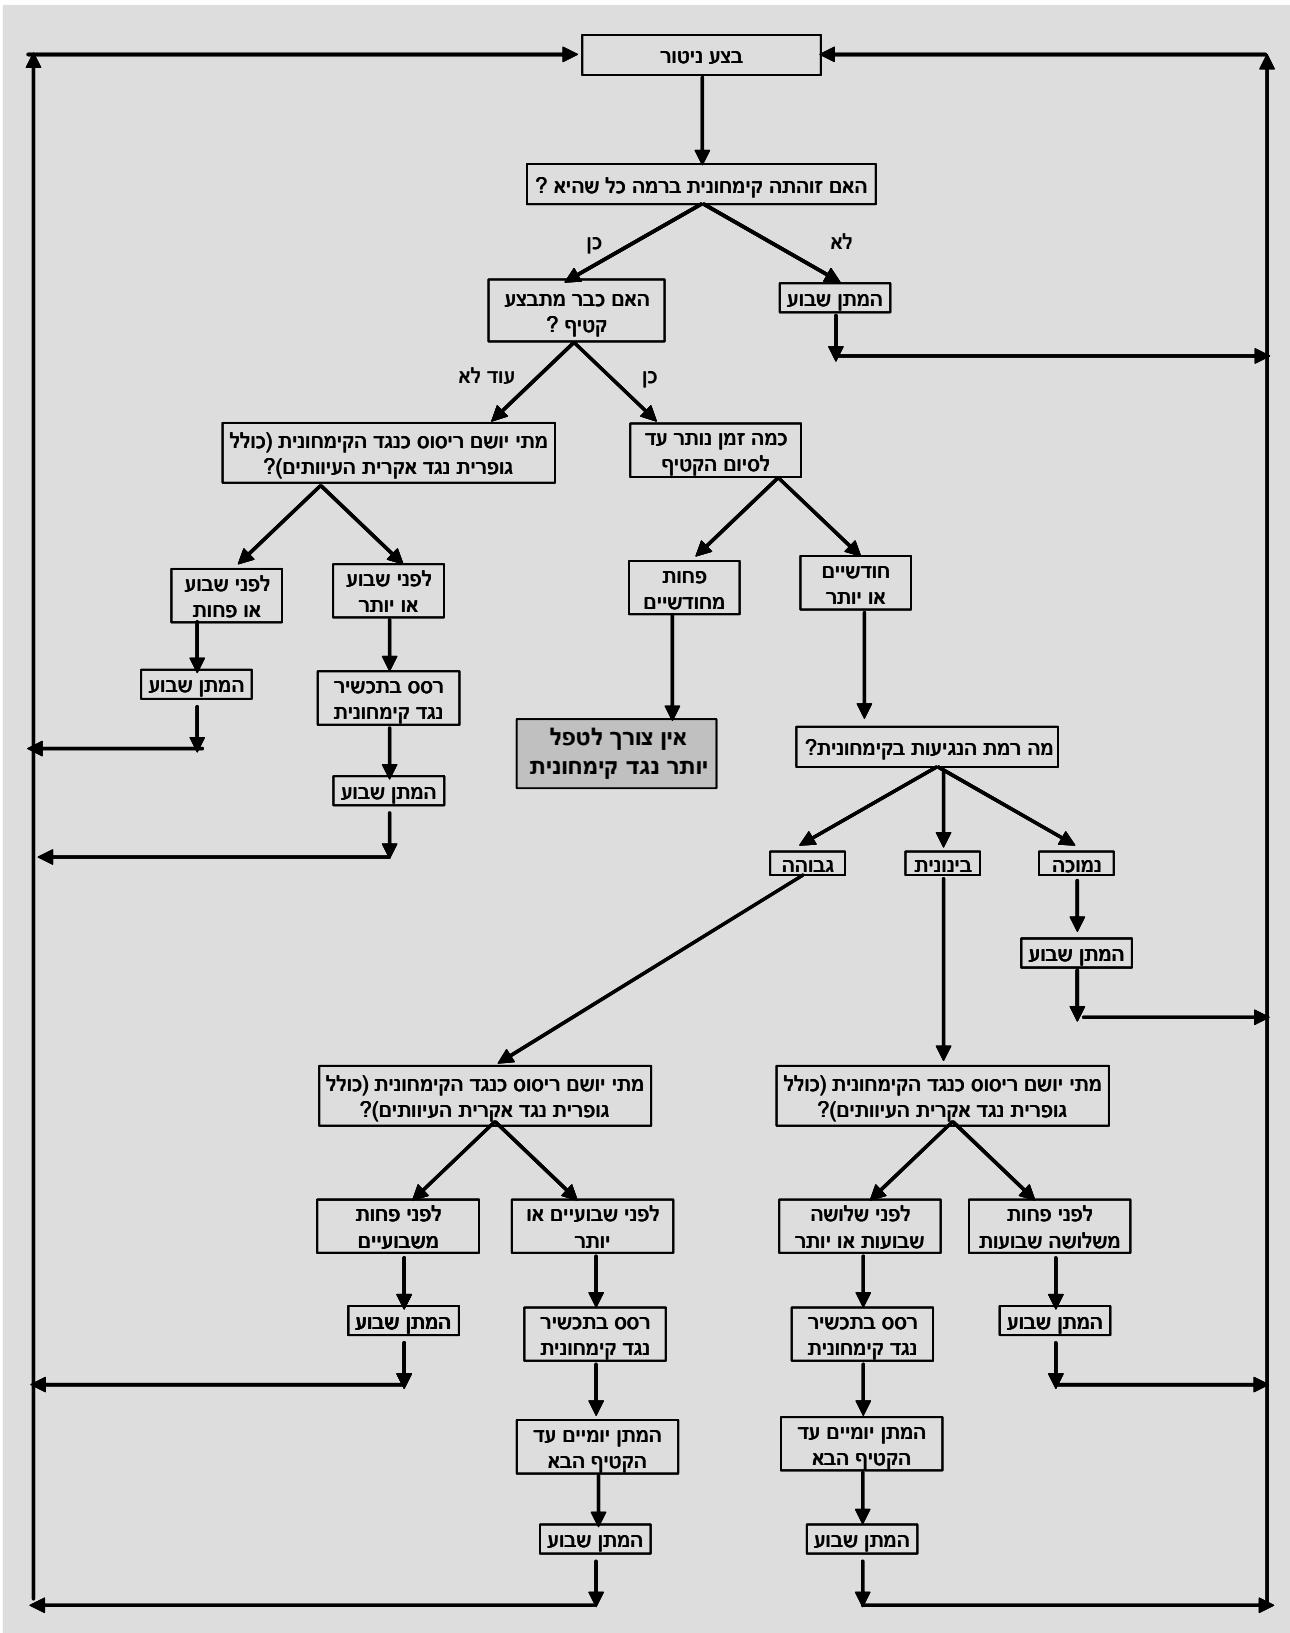 בצע ניטור
האם זוהתה קימחונית ברמה כל שהיא ?
לא
כן
המתן שבוע
האם כבר מתבצע
קטיף ?
כן
עוד לא
כמה זמן נותר עד
לסיום הקטיף
מתי יושם ריסוס כנגד הקימחונית (כולל
גופרית נגד אקרית העיוותים)?
חודשיים
או יותר
פחות
מחודשיים
לפני שבוע
או יותר
לפני שבוע
או פחות
רסס בתכשיר
נגד קימחונית
המתן שבוע
מה רמת הנגיעות בקימחונית?
אין צורך לטפל
יותר נגד קימחונית
המתן שבוע
נמוכה
בינונית
גבוהה
המתן שבוע
מתי יושם ריסוס כנגד הקימחונית (כולל
גופרית נגד אקרית העיוותים)?
מתי יושם ריסוס כנגד הקימחונית (כולל
גופרית נגד אקרית העיוותים)?
לפני פחות
משלושה שבועות
לפני שלושה
שבועות או יותר
לפני שבועיים או
יותר
לפני פחות
משבועיים
המתן שבוע
רסס בתכשיר
נגד קימחונית
רסס בתכשיר
נגד קימחונית
המתן שבוע
המתן יומיים עד
הקטיף הבא
המתן יומיים עד
הקטיף הבא
המתן שבוע
המתן שבוע